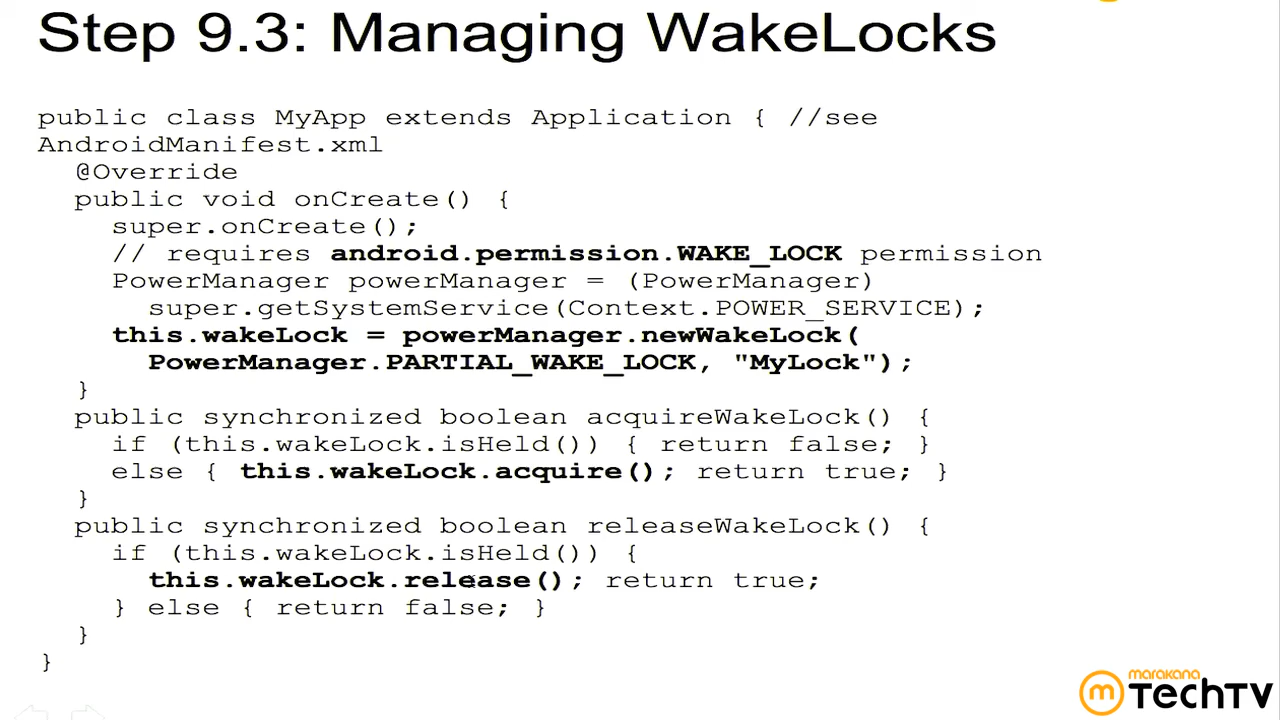 Step 9.3: Managing WakeLocks
public class MyApp extends Application { //see
AndroidManifest.xml
@Override
public void onCreate() {
super.onCreate();
// requires android.permission.WAKE_LOCK permission
PowerManager powerManager = (PowerManager)
super.getSystemService(Context.POWER_SERVICE);
this.wakeLock = powerManager.newWakeLock(
PowerManager.PARTIAL_WAKE_LOCK, "MyLock");
}
public synchronized boolean acquireWakeLock() {
if (this.wakeLock.isHeld()) { return false; }
else { this.wakeLock.acquire(); return true; }
}
public synchronized boolean releaseWakeLock() {
if (this.wakeLock.isHeld()) {
this.wakeLock.release(); return true;
} else { return false; }
}
}
marakana
m TechTV